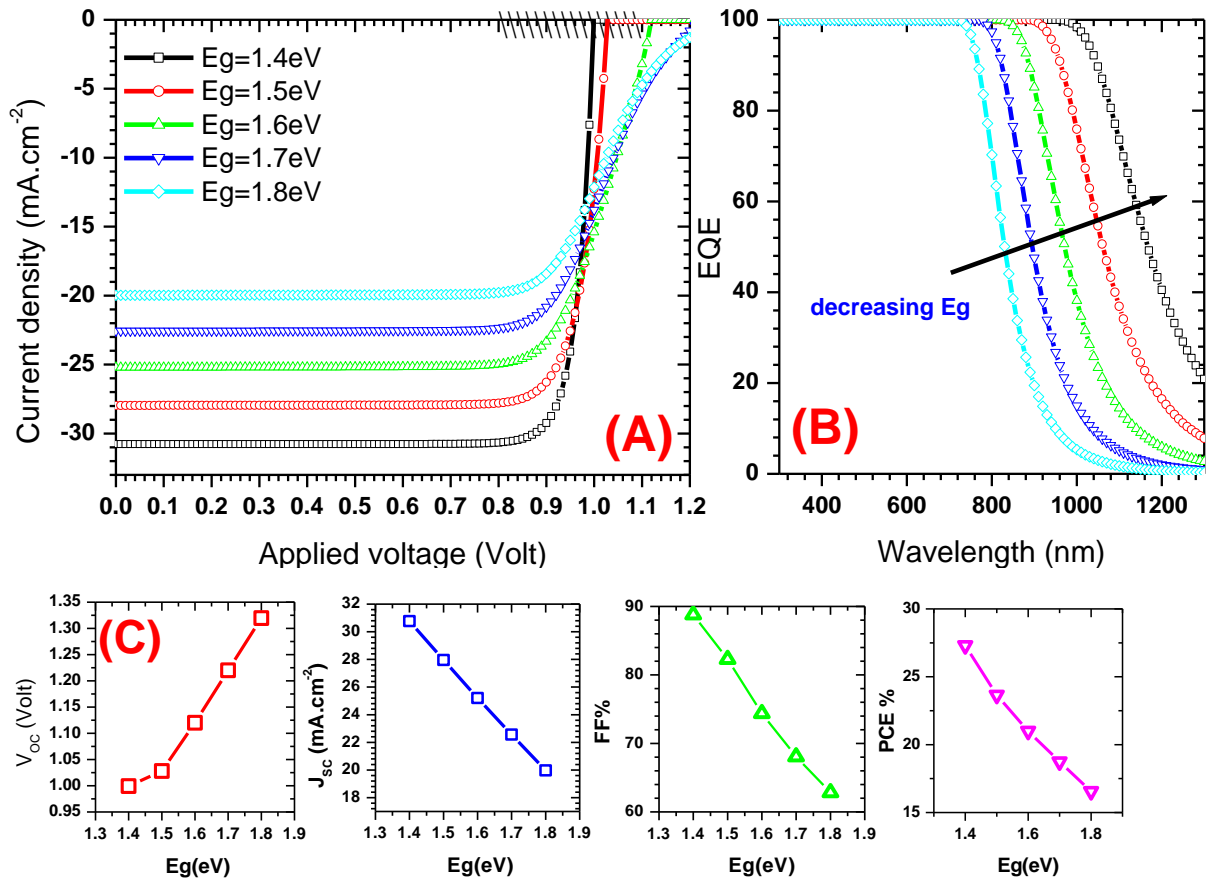 (A)
0
-5
-10
-15
-20
-25
-30
Current density (mA.cm-2)
Eg=1.4eV
Eg=1.5eV
Eg=1.6eV
Eg=1.7eV
Eg=1.8eV
0.0 0.1 0.2 0.3 0.4 0.5 0.6 0.7 0.8 0.9 1.0 1.1 1.2
Applied voltage (Volt)
(B)
100
80
60
40
20
0
EQE
decreasing Eg
400 600 800 1000 1200
Wavelength (nm)
(C)
1.35
1.30
1.25
1.20
1.15
1.10
1.05
1.00
0.95
VOC (Volt)
1.3 1.4 1.5 1.6 1.7 1.8 1.9
Eg(eV)
32
30
28
26
24
22
20
18
Jsc (mA.cm-2)
1.3 1.4 1.5 1.6 1.7 1.8 1.9
Eg(eV)
90
80
70
60
FF%
1.3 1.4 1.5 1.6 1.7 1.8 1.9
Eg(eV)
30
25
20
15
PCE %
1.4 1.5 1.6 1.7 1.8
Eg(eV)